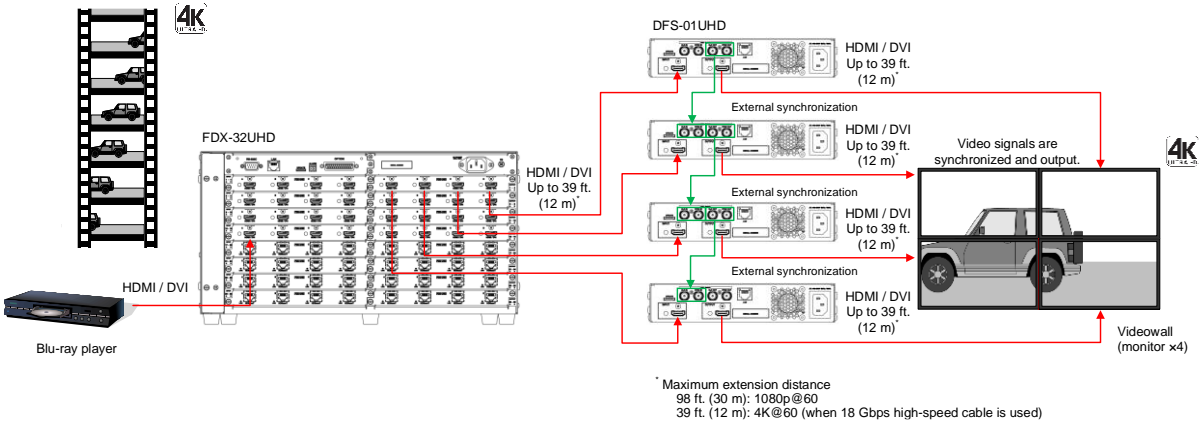 4K
ULTRA HD
DFS-01UHD
HDMI / DVI
Up to 39 ft.
(12 m)*
External synchronization
FDX-32UHD
HDMI / DVI
Up to 39 ft.
(12 m)*
HDMI / DVI
Up to 39 ft.
(12 m)*
Video signals are
synchronized and output.
4K
ULTRA HD
External synchronization
HDMI / DVI
Up to 39 ft.
(12 m)*
External synchronization
HDMI / DVI
Up to 39 ft.
(12 m)*
HDMI / DVI
Blu-ray player
Videowall
(monitor ×4)
* Maximum extension distance
98 ft. (30 m): 1080p@60
39 ft. (12 m): 4K@60 (when 18 Gbps high-speed cable is used)